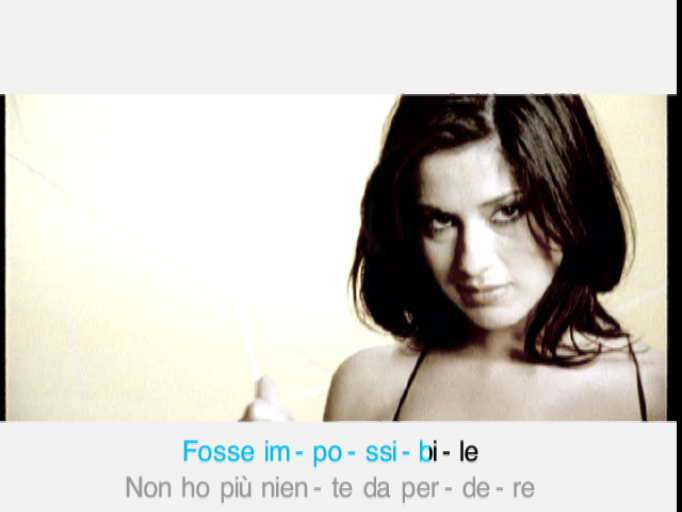 Fosse im - po - ssi - bi - le
Non ho più nien - te da per - de - re